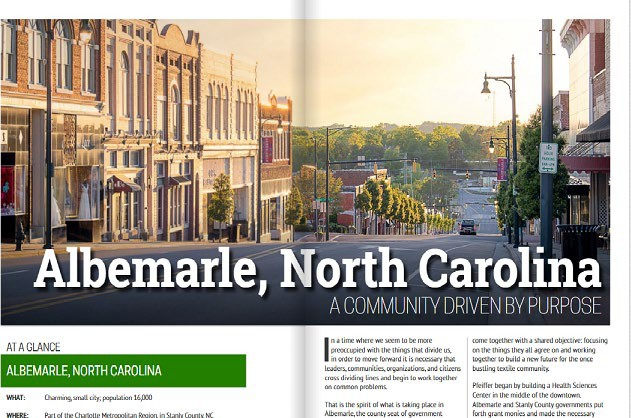 Albemarle, North Carolina
A COMMUNITY DRIVEN BY PURPOSE
AT A GLANCE
ALBEMARLE, NORTH CAROLINA
WHAT: Charming, small city; population 16,000
WHERE: Part of the Charlotte Metropolitan Region, in Stanly County, NC
In a time where we seem to be more
preoccupied with the things that divide us,
in order to move forward it is necessary that
leaders, communities, organizations, and citizens
cross dividing lines and begin to work together
on common problems.
That is the spirit of what is taking place in
Albemarle, the county seat of government
come together with a shared objective: focusing
on the things they all agree on and working
together to build a new future for the once
bustling textile community.
Pfeiffer began by building a Health Sciences
Center in the middle of the downtown.
Albemarle and Stanly County governments put
forth grant monies and made the necessary